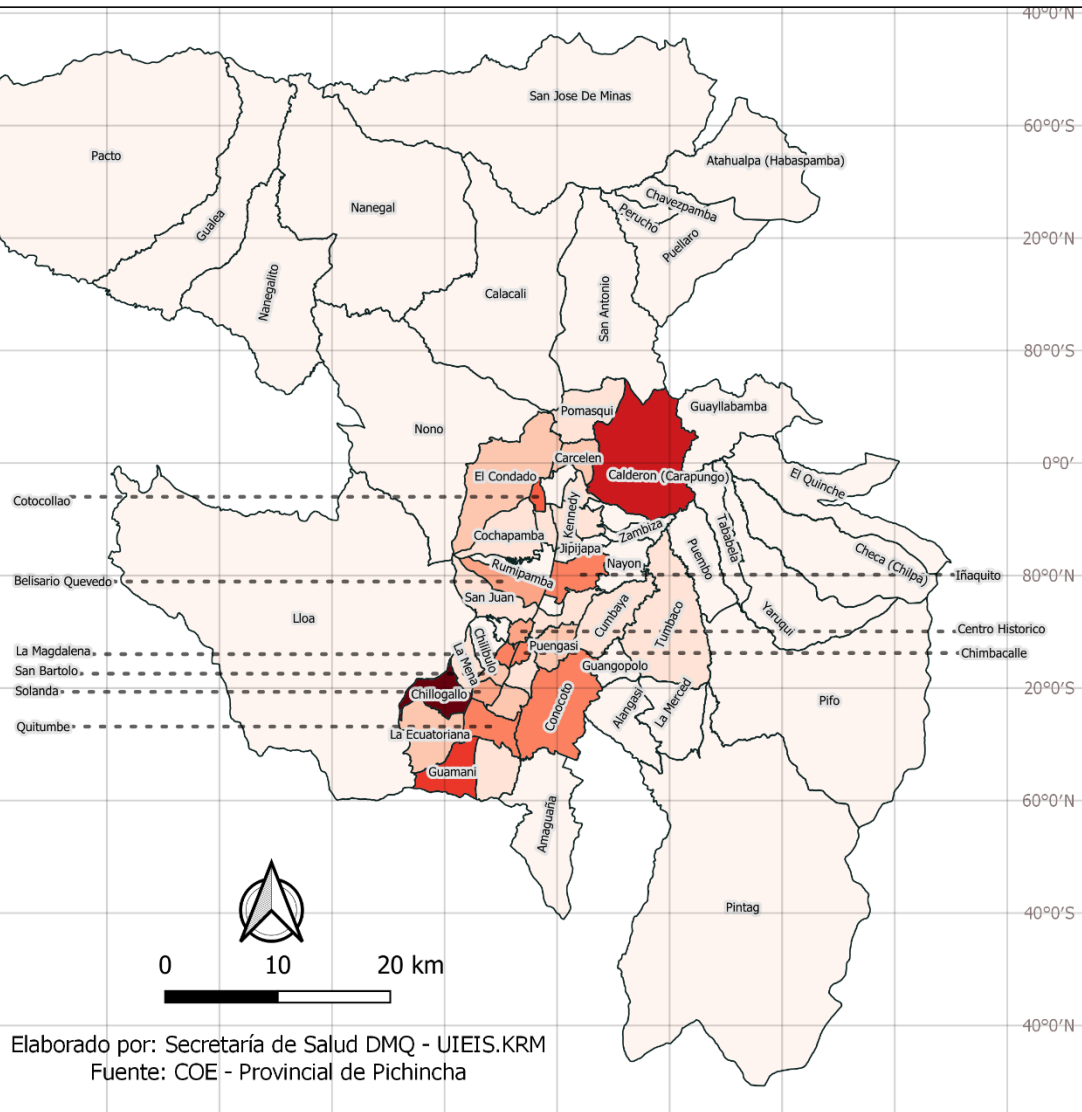 40°0'N
San Jose De Minas
60°0'S
Pacto
Atahualpa (Habaspamba)
Chavezpamba
Perucho
Nanegal
Gualea
Puellaro
20°0'N
Nanegalito
Calacali
San Antonio
80°0'S
Pomasqui
Guayllabamba
Nono
Carcelen
0°0'
El Condado
Calderon (Carapungo)
El Quinche
Cotocollao
Kennedy
Cochapamba
Zambiza
Tababela
Jipijapa
Puembo
Checa (Chilpa)
Rumipamba
Nayon
80°0'N
Iñaquito
Belisario Quevedo
San Juan
Cumbaya
Tumbaco
Yaruqui
Lloa
Centro Historico
Chilibulo
La Mena
Puengasi
La Magdalena
Chimbacalle
Guangopolo
San Bartolo
20°0'S
Solanda
Chillogallo
Conocoto
Alangasi
La Merced
Pifo
Quitumbe
La Ecuatoriana
Guamani
60°0'N
Amaguaña
Pintag
40°0'S
0 10 20 km
40°0'N
Elaborado por: Secretaría de Salud DMQ - UIEIS.KRM
Fuente: COE - Provincial de Pichincha